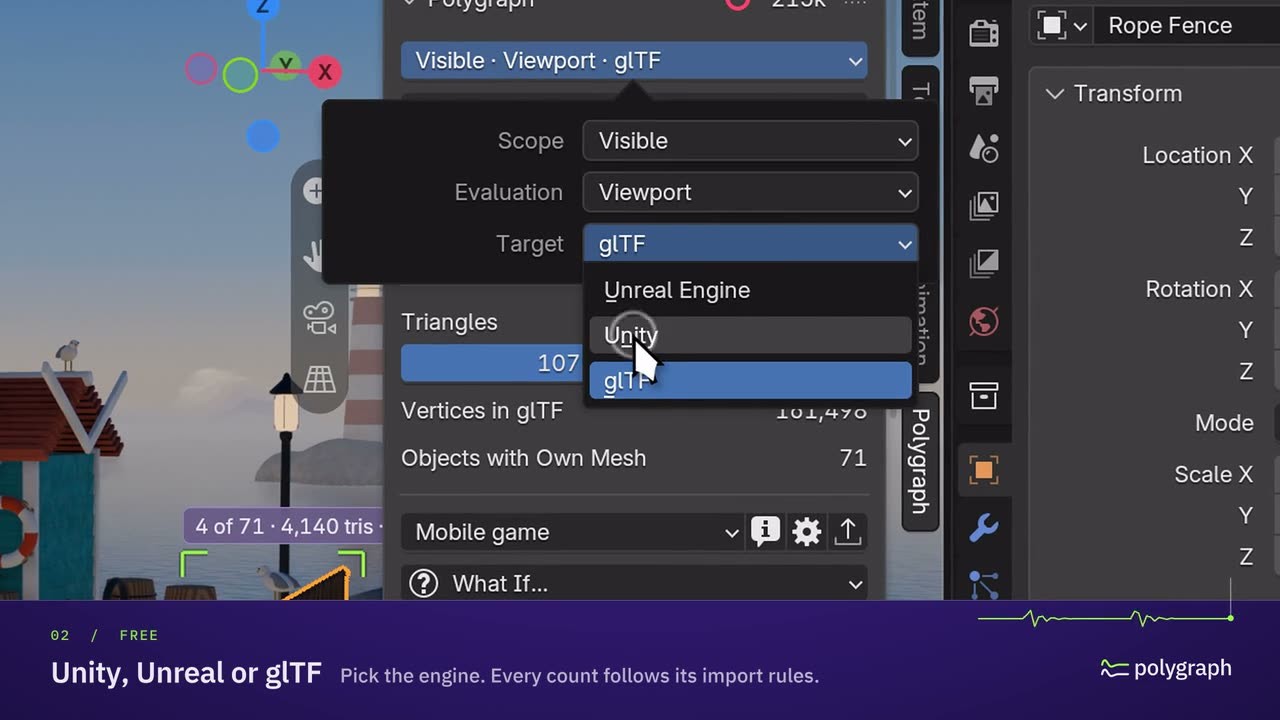 Polygraph
215k
Z
Y
X
Visible · Viewport · glTF
Scope
Visible
Evaluation
Viewport
Target
glTF
Unreal Engine
Unity
glTF
Triangles
107
Vertices in glTF
161,498
Objects with Own Mesh
71
4 of 71 · 4,140 tris ·
Mobile game
What If...
Polygraph
Rope Fence
Transform
Location X
Y
Z
Rotation X
Y
Z
Mode
Scale X
Y
Z
02 / FREE
Unity, Unreal or glTF
Pick the engine. Every count follows its import rules.
polygraph